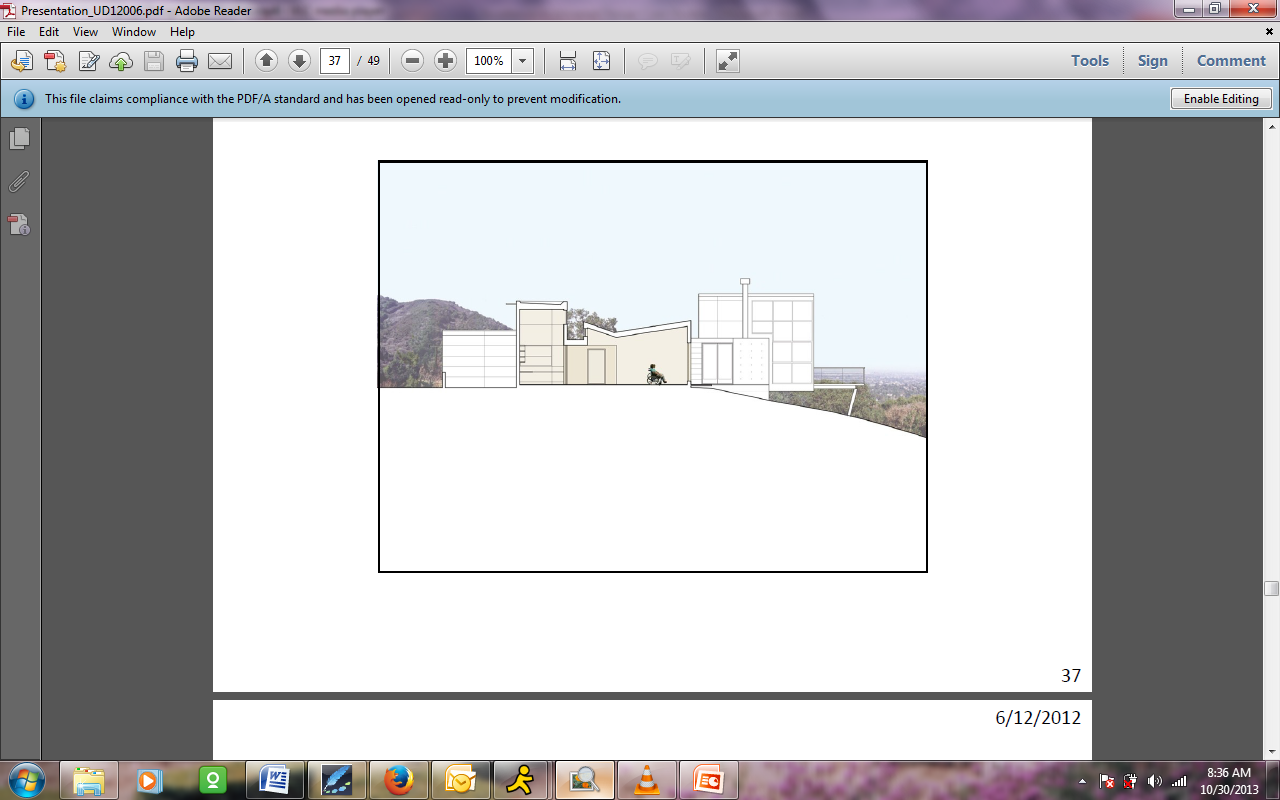 Presentation_UD12006.pdf - Adobe Reader
File Edit View Window Help
37 / 49 100% Tools Sign Comment
This file claims compliance with the PDF/A standard and has been opened read-only to prevent modification. Enable Editing
37
6/12/2012
8:36 AM
10/30/2013